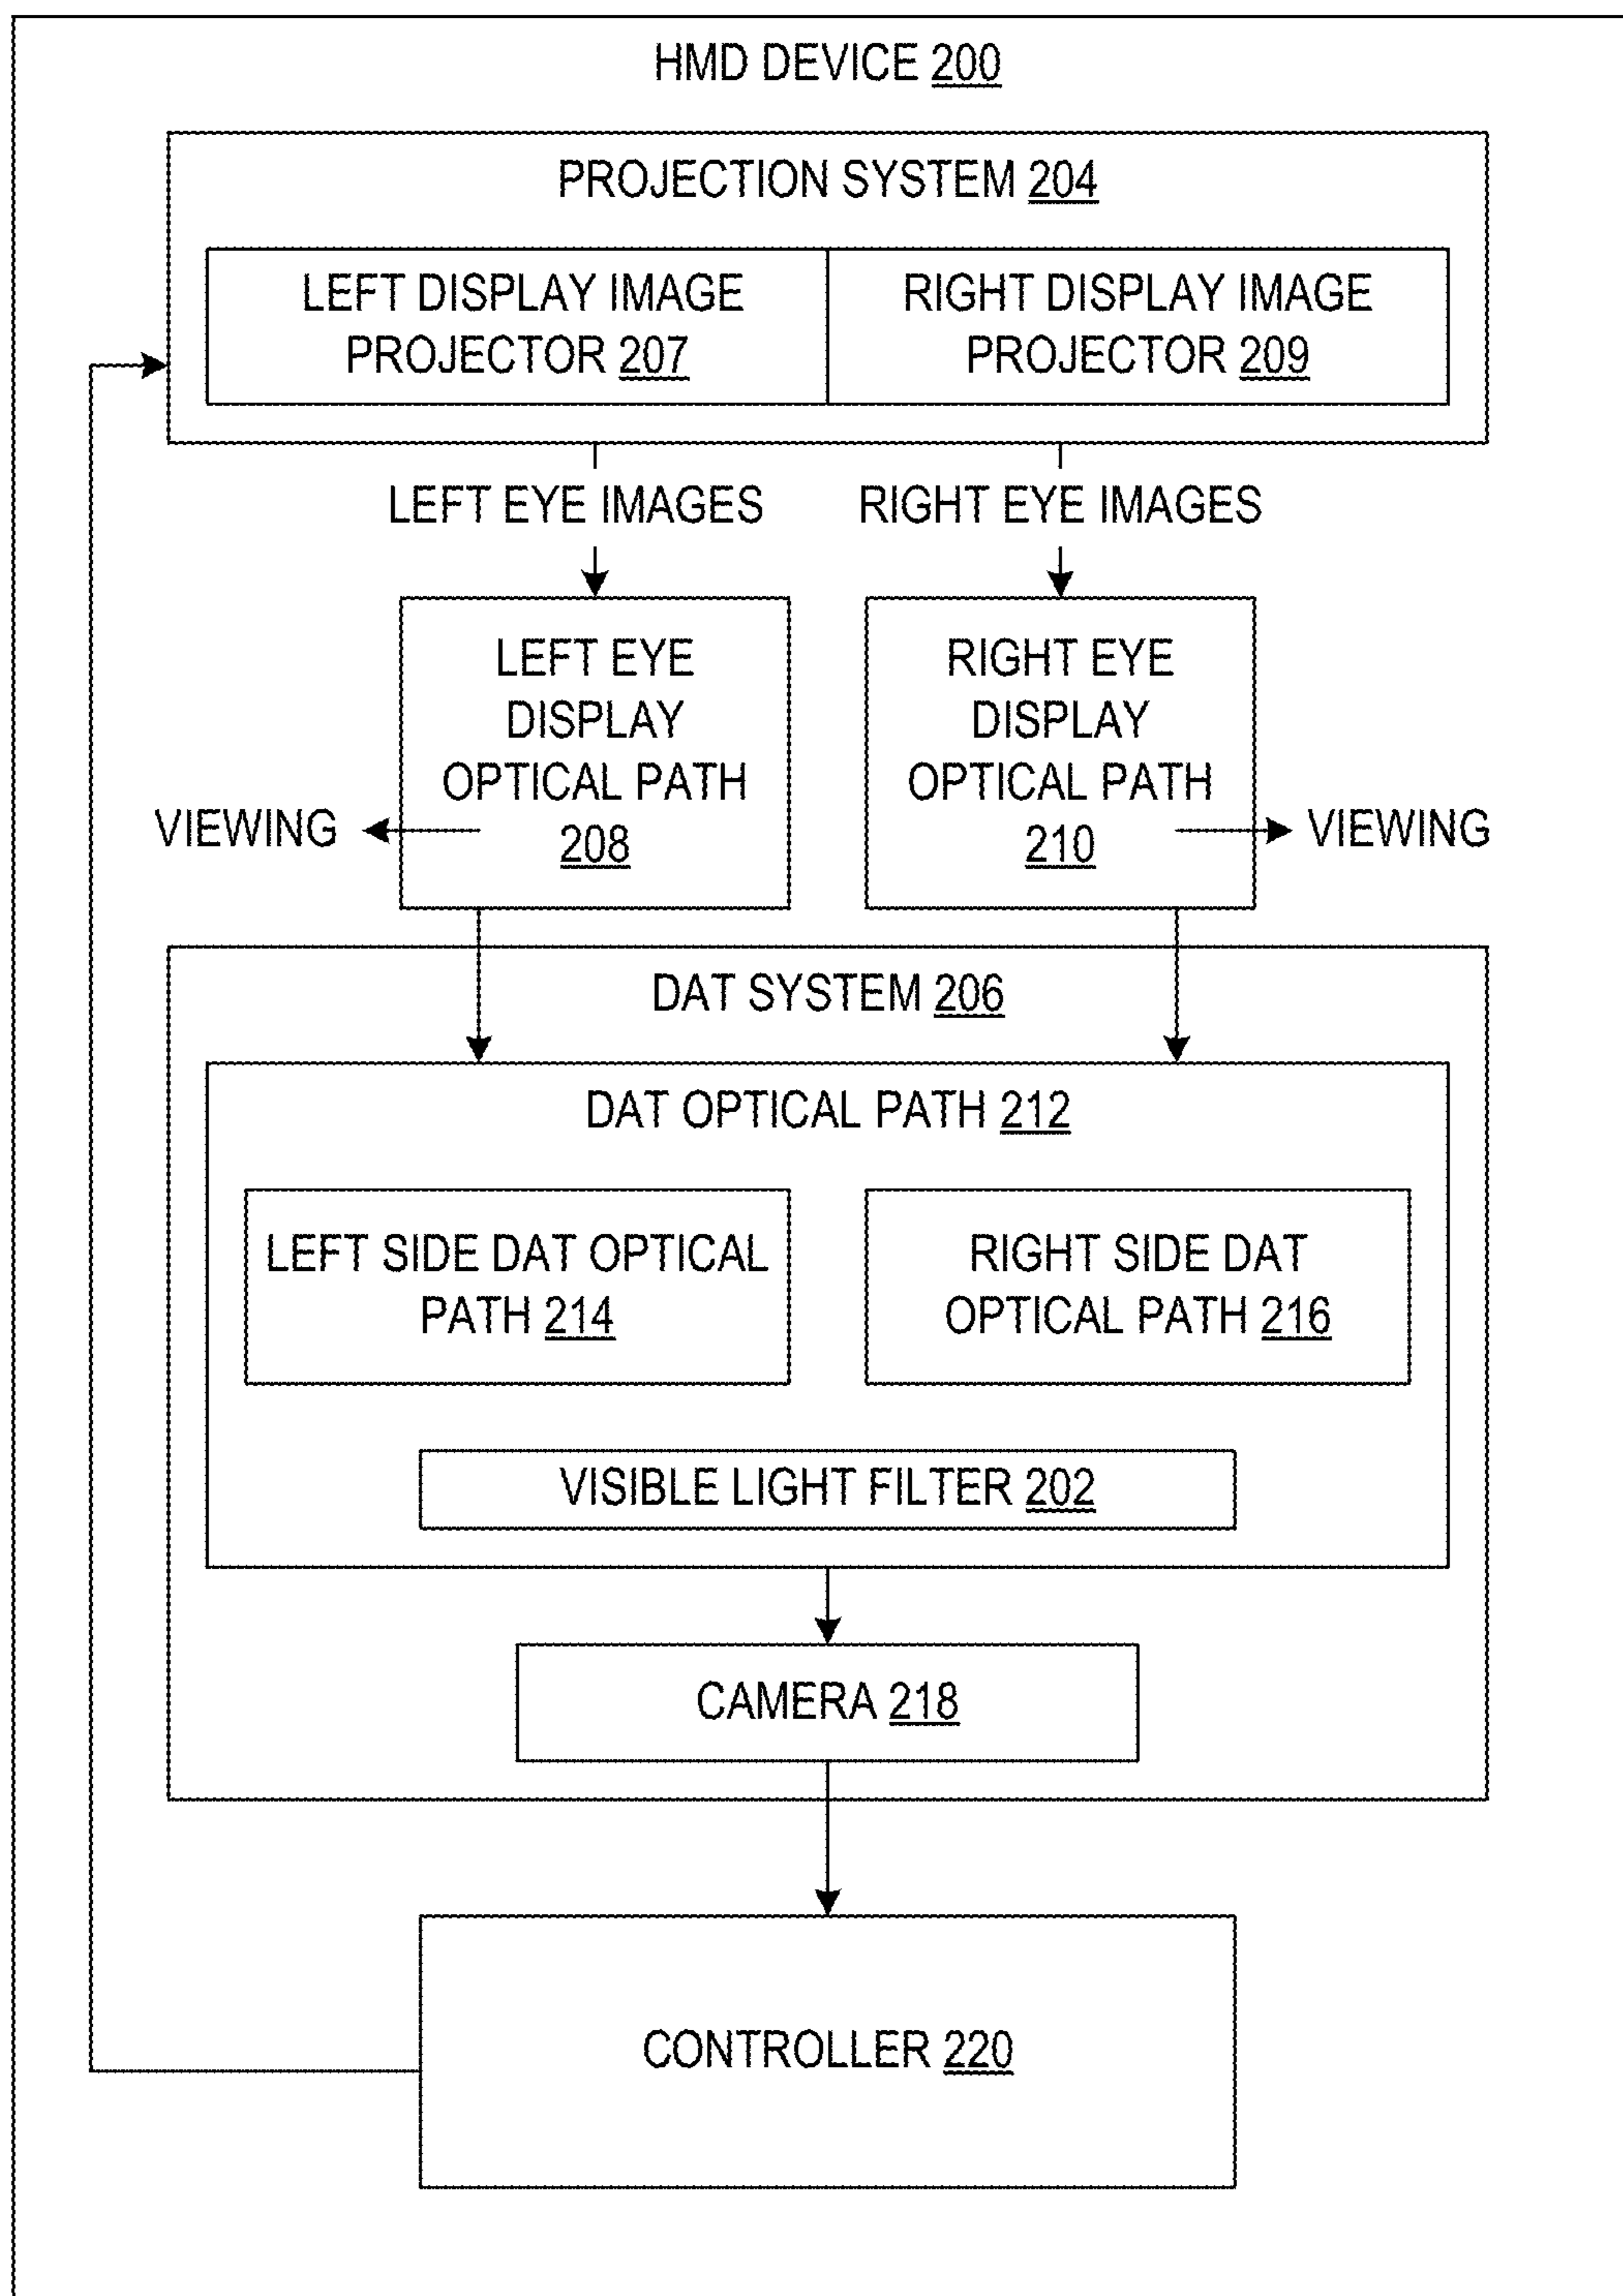 HMD DEVICE 200
PROJECTION SYSTEM 204
LEFT DISPLAY IMAGE
PROJECTOR 207
RIGHT DISPLAY IMAGE
PROJECTOR 209
LEFT EYE IMAGES
RIGHT EYE IMAGES
LEFT EYE
DISPLAY
OPTICAL PATH
208
RIGHT EYE
DISPLAY
OPTICAL PATH
210
VIEWING
VIEWING
DAT SYSTEM 206
DAT OPTICAL PATH 212
LEFT SIDE DAT OPTICAL
PATH 214
RIGHT SIDE DAT
OPTICAL PATH 216
VISIBLE LIGHT FILTER 202
CAMERA 218
CONTROLLER 220